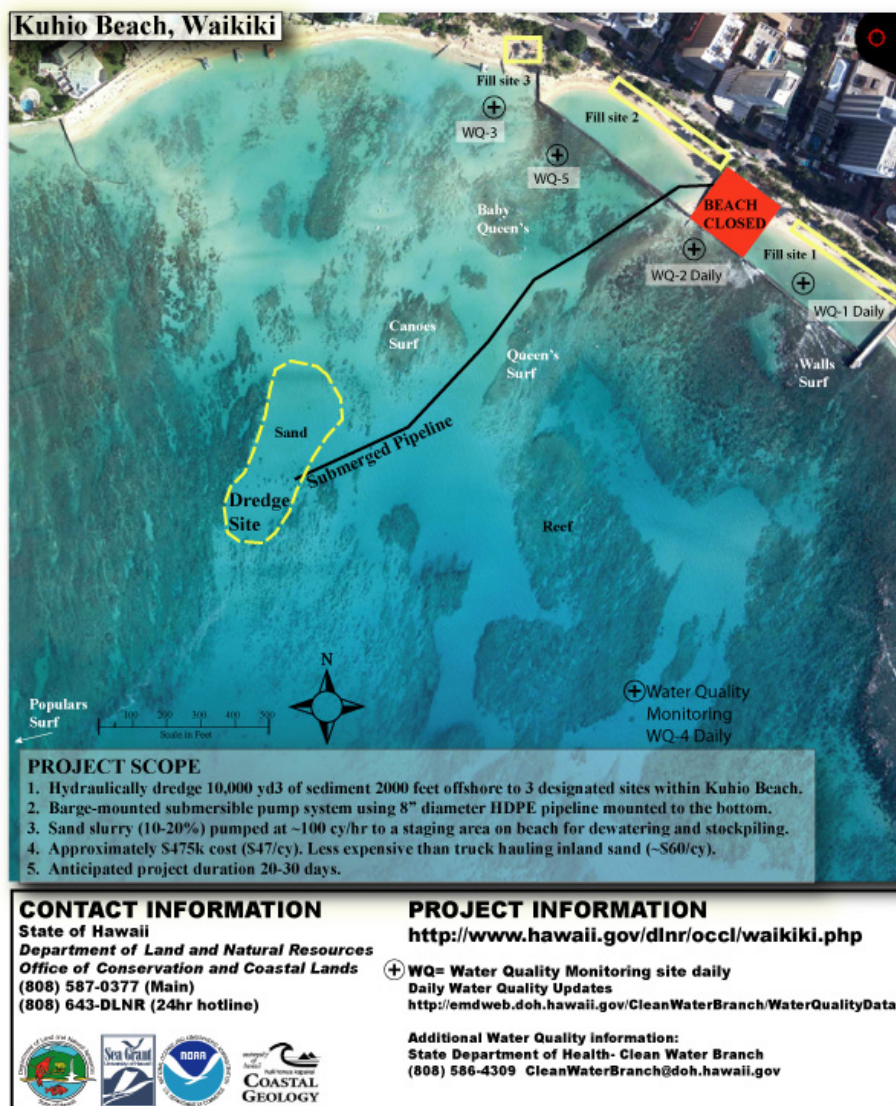 Kuhio Beach, Waikiki
Fill site 3
WQ-3
Fill site 2
WQ-5
Baby
Queen's
BEACH
CLOSED
Fill site 1
WQ-2 Daily
WQ-1 Daily
Canoes
Surf
Queen's
Surf
Walls
Surf
Sand
Submerged Pipeline
Dredge
Site
Reef
N
Populars
Surf
100 200 300 400 500
Scale in Feet
Water Quality
Monitoring
WQ-4 Daily
PROJECT SCOPE
1. Hydraulically dredge 10,000 yd3 of sediment 2000 feet offshore to 3 designated sites within Kuhio Beach.
2. Barge-mounted submersible pump system using 8” diameter HDPE pipeline mounted to the bottom.
3. Sand slurry (10-20%) pumped at ~100 cy/hr to a staging area on beach for dewatering and stockpiling.
4. Approximately $475k cost ($47/cy). Less expensive than truck hauling inland sand (~$60/cy).
5. Anticipated project duration 20-30 days.
CONTACT INFORMATION
State of Hawaii
Department of Land and Natural Resources
Office of Conservation and Coastal Lands
(808) 587-0377 (Main)
(808) 643-DLNR (24hr hotline)
PROJECT INFORMATION
http://www.hawaii.gov/dlnr/occl/waikiki.php
WQ= Water Quality Monitoring site daily
Daily Water Quality Updates
http://emdweb.doh.hawaii.gov/CleanWaterBranch/WaterQualityData
Additional Water Quality information:
State Department of Health- Clean Water Branch
(808) 586-4309 CleanWaterBranch@doh.hawaii.gov
Sea Grant
University of Hawaii
NOAA
university of
hawaii
COASTAL
GEOLOGY